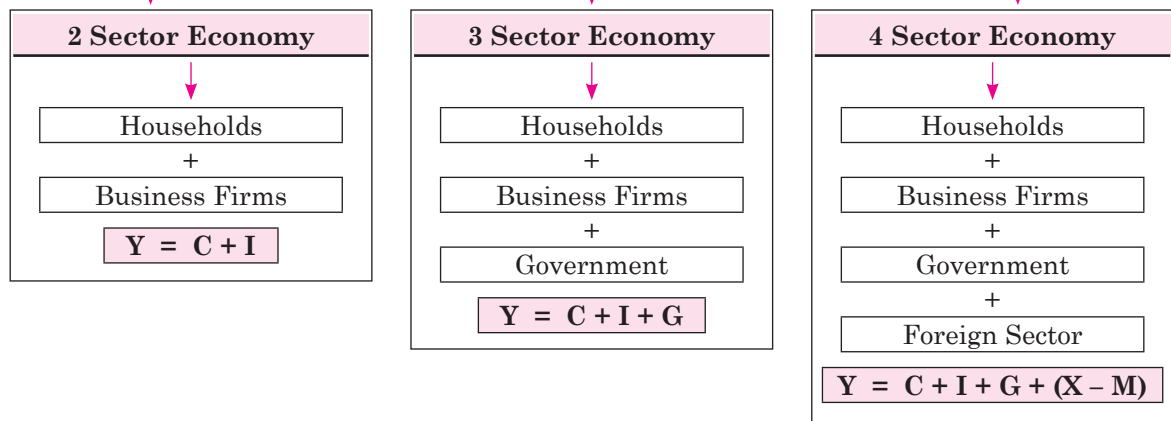 2 Sector Economy
Households
+
Business Firms
Y = C + I
3 Sector Economy
Households
+
Business Firms
+
Government
Y = C + I + G
4 Sector Economy
Households
+
Business Firms
+
Government
+
Foreign Sector
Y = C + I + G + (X – M)